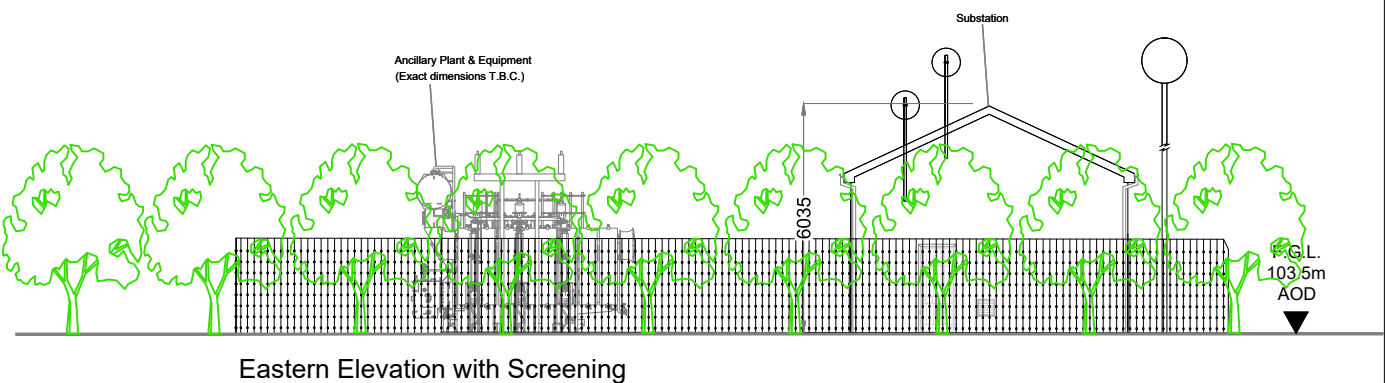 Substation
Ancillary Plant & Equipment
(Exact dimensions T.B.C.)
6035
F.G.L.
103.5m
AOD
Eastern Elevation with Screening